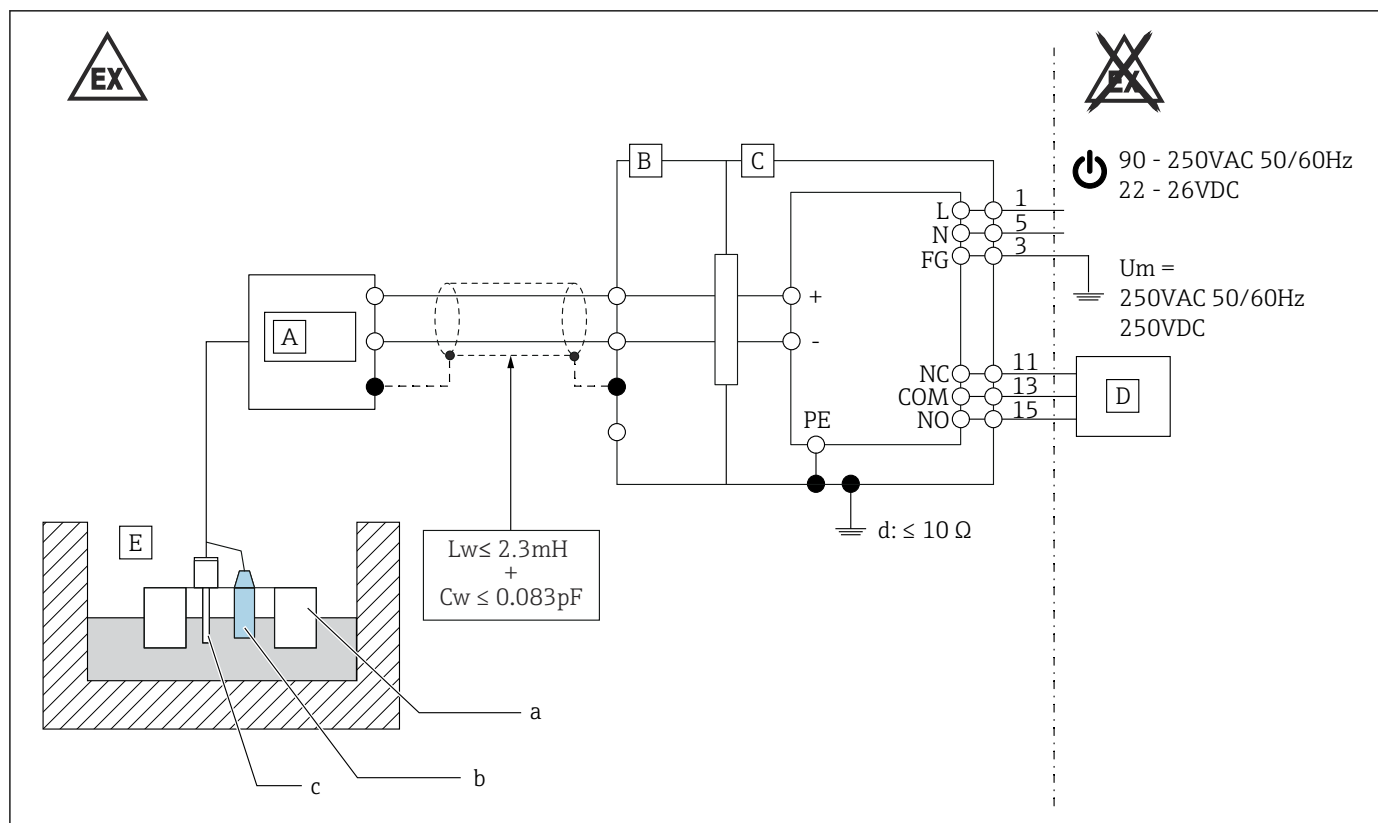 EX
EX
90 - 250VAC 50/60Hz
22 - 26VDC
B
C
L
1
N
5
FG
3
Um =
250VAC 50/60Hz
250VDC
A
+
-
NC
11
COM
13
NO
15
D
PE
d: ≤ 10 Ω
E
Lw≤ 2.3mH
+
Cw ≤ 0.083pF
a
b
c